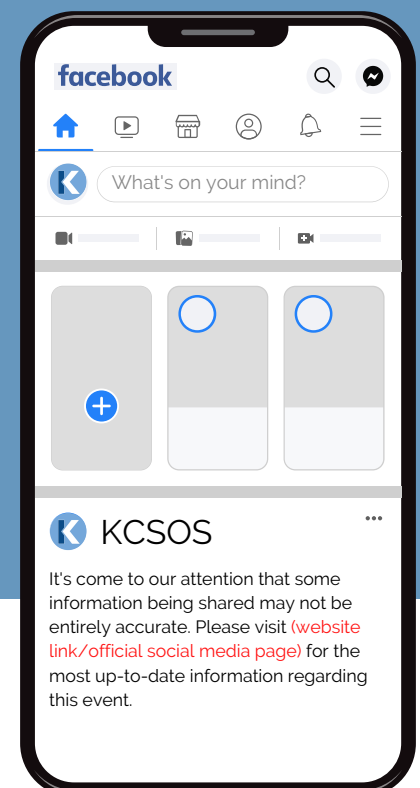 facebook
What's on your mind?
KCSOS
It's come to our attention that some
information being shared may not be
entirely accurate. Please visit (website
link/official social media page) for the
most up-to-date information regarding
this event.